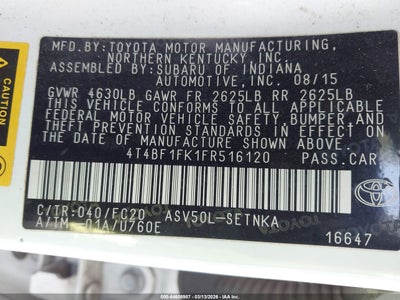 CAUTION
MFD. BY: TOYOTA MOTOR MANUFACTURING,
NORTHERN KENTUCKY, INC.
ASSEMBLED BY: SUBARU OF INDIANA
AUTOMOTIVE, INC. 08/15
GVWR 4630LB GAWR FR 2625LB RR 2625LB
THIS VEHICLE CONFORMS TO ALL APPLICABLE
FEDERAL MOTOR VEHICLE SAFETY, BUMPER, AND
THEFT PREVENTION STANDARDS IN EFFECT ON
THE DATE OF MANUFACTURE SHOWN ABOVE.
4T4BF1FK1FR516120 PASS.CAR
C/TR:040/FC20 ASV50L-SETNKA
A/TM:-01A/U760E
16647